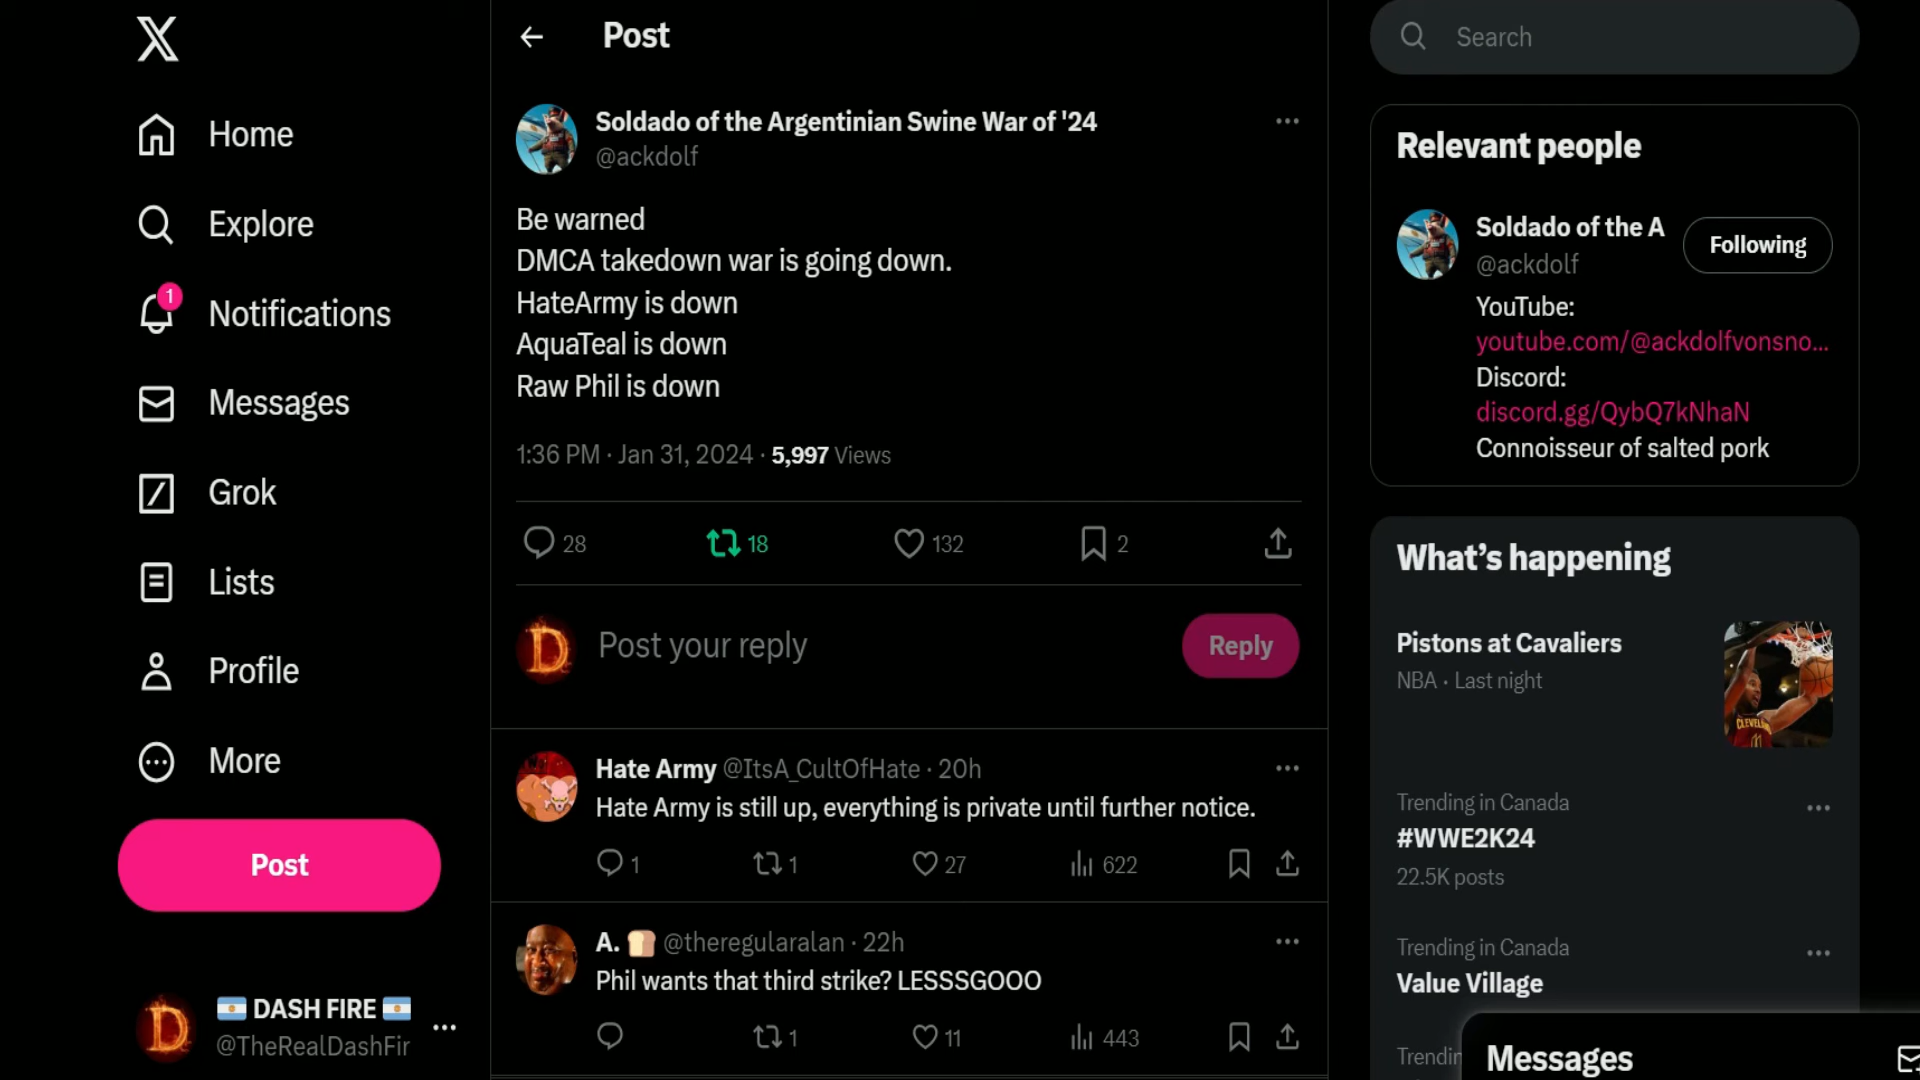 Home
Explore
1
Notifications
Messages
Grok
Lists
Profile
More
Post
DASH FIRE
@TheRealDashFir
Post
Soldado of the Argentinian Swine War of '24
@ackdolf
Be warned
DMCA takedown war is going down.
HateArmy is down
AquaTeal is down
Raw Phil is down
1:36 PM · Jan 31, 2024 · 5,997 Views
28 18 132 2
Post your reply
Reply
Hate Army @ItsA_CultOfHate · 20h
Hate Army is still up, everything is private until further notice.
1 1 27 622
A. @theregularalan · 22h
Phil wants that third strike? LESSSGOOO
1 11 443
Search
Relevant people
Soldado of the A
Following
@ackdolf
YouTube:
youtube.com/@ackdolfvonsno...
Discord:
discord.gg/QybQ7kNhaN
Connoisseur of salted pork
What's happening
Pistons at Cavaliers
NBA · Last night
Trending in Canada
#WWE2K24
22.5K posts
Trending in Canada
Value Village
Trendin
Messages